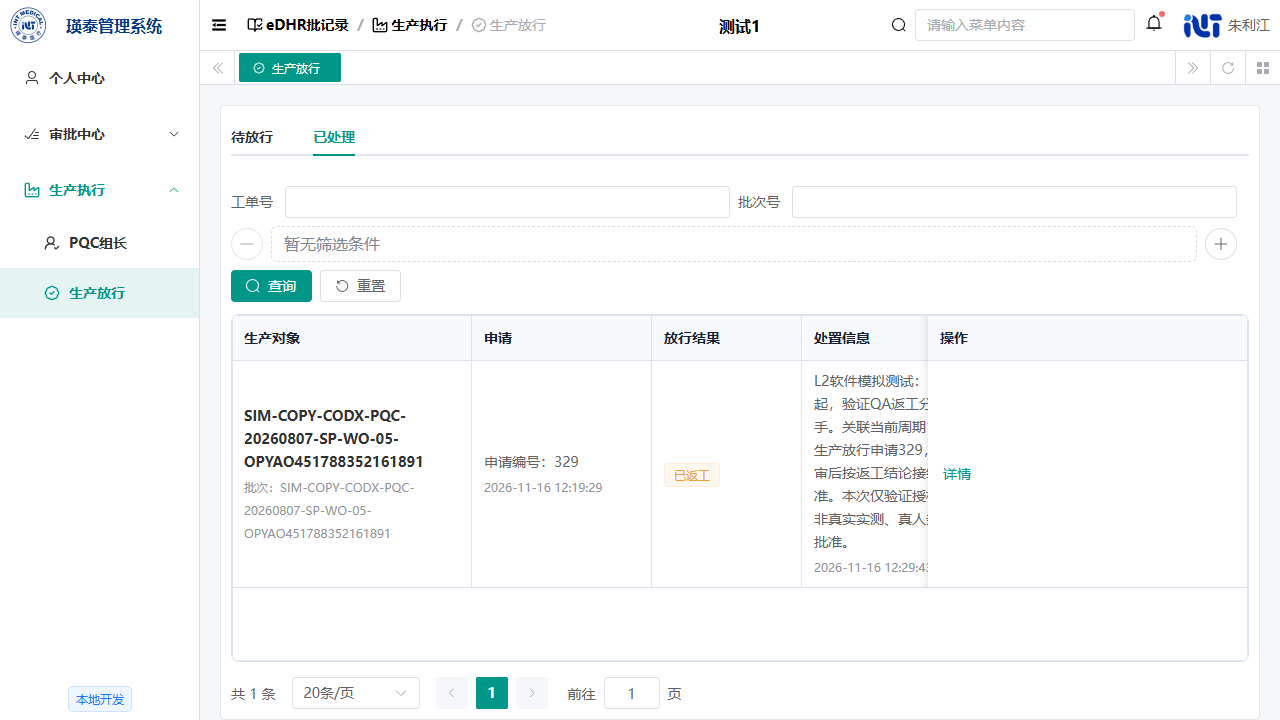 瑛泰管理系统
eDHR批记录 / 生产执行 / 生产放行
测试1
请输入菜单内容
朱利江
个人中心
审批中心
生产执行
PQC组长
生产放行
本地开发
生产放行
待放行
已处理
工单号
批次号
暂无筛选条件
查询
重置
生产对象
申请
放行结果
处置信息
操作
SIM-COPY-CODX-PQC-
20260807-SP-WO-05-
OPYAO451788352161891
批次：SIM-COPY-CODX-PQC-
20260807-SP-WO-05-
OPYAO451788352161891
申请编号：329
2026-11-16 12:19:29
已返工
L2软件模拟测试：
起，验证QA返工分
手。关联当前周期
生产放行申请329，
审后按返工结论接
准。本次仅验证授
非真实实测、真人
批准。
2026-11-16 12:29:43
详情
共 1 条
20条/页
1
前往
1
页